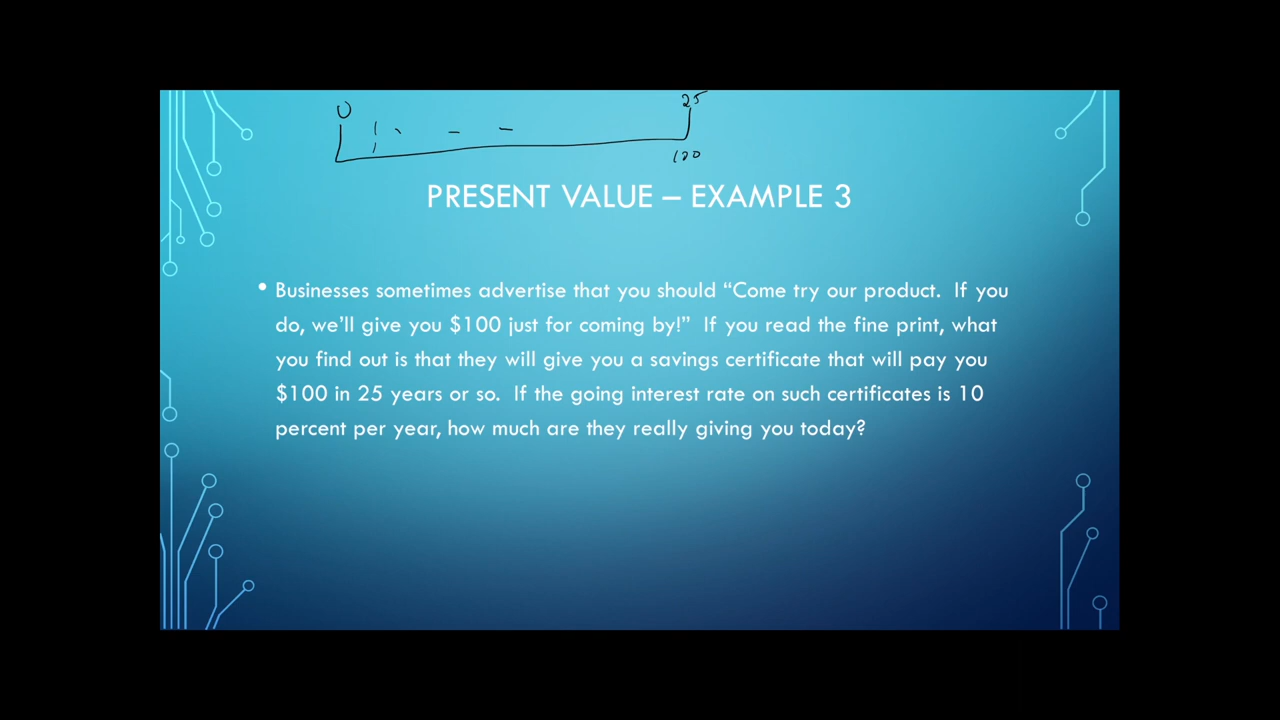 0 25
100
PRESENT VALUE – EXAMPLE 3
• Businesses sometimes advertise that you should “Come try our product. If you
do, we’ll give you $100 just for coming by!” If you read the fine print, what
you find out is that they will give you a savings certificate that will pay you
$100 in 25 years or so. If the going interest rate on such certificates is 10
percent per year, how much are they really giving you today?